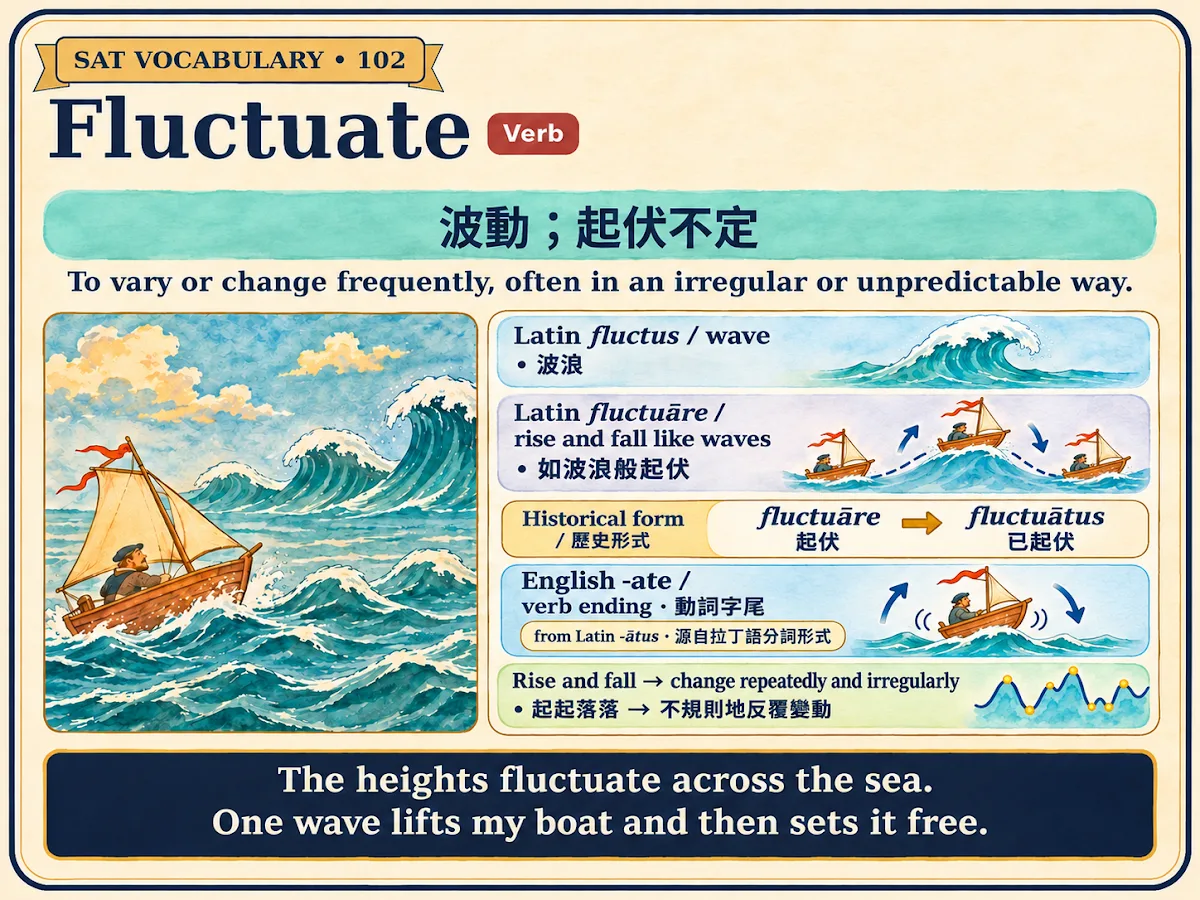 SAT VOCABULARY • 102
Fluctuate
Verb
波動；起伏不定
To vary or change frequently, often in an irregular or unpredictable way.
Latin fluctus / wave
• 波浪
Latin fluctuāre /
rise and fall like waves
• 如波浪般起伏
Historical form
/ 歷史形式
fluctuāre
起伏
fluctuātus
已起伏
English -ate /
verb ending · 動詞字尾
from Latin -ātus · 源自拉丁語分詞形式
Rise and fall → change repeatedly and irregularly
• 起起落落 → 不規則地反覆變動
The heights fluctuate across the sea.
One wave lifts my boat and then sets it free.